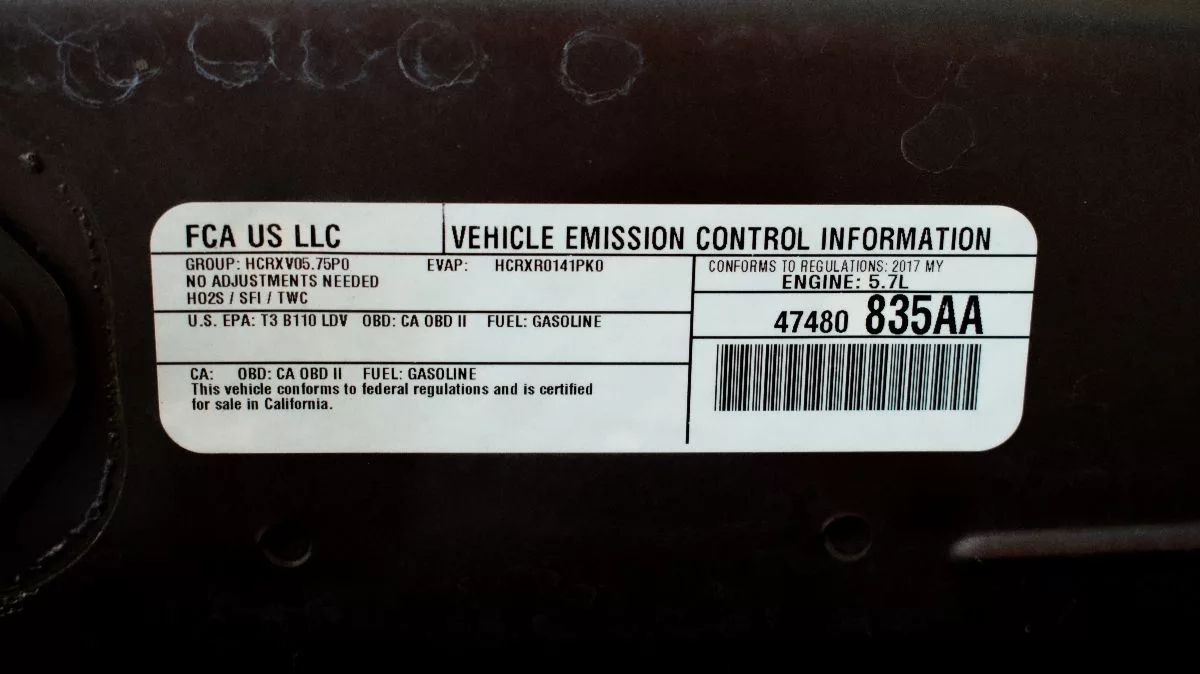 FCA US LLC
VEHICLE EMISSION CONTROL INFORMATION
GROUP: HCRXV05.75P0 EVAP: HCRXR0141PK0
NO ADJUSTMENTS NEEDED
HO2S / SFI / TWC
CONFORMS TO REGULATIONS: 2017 MY
ENGINE: 5.7L
U.S. EPA: T3 B110 LDV OBD: CA OBD II FUEL: GASOLINE
47480 835AA
CA: OBD: CA OBD II FUEL: GASOLINE
This vehicle conforms to federal regulations and is certified
for sale in California.